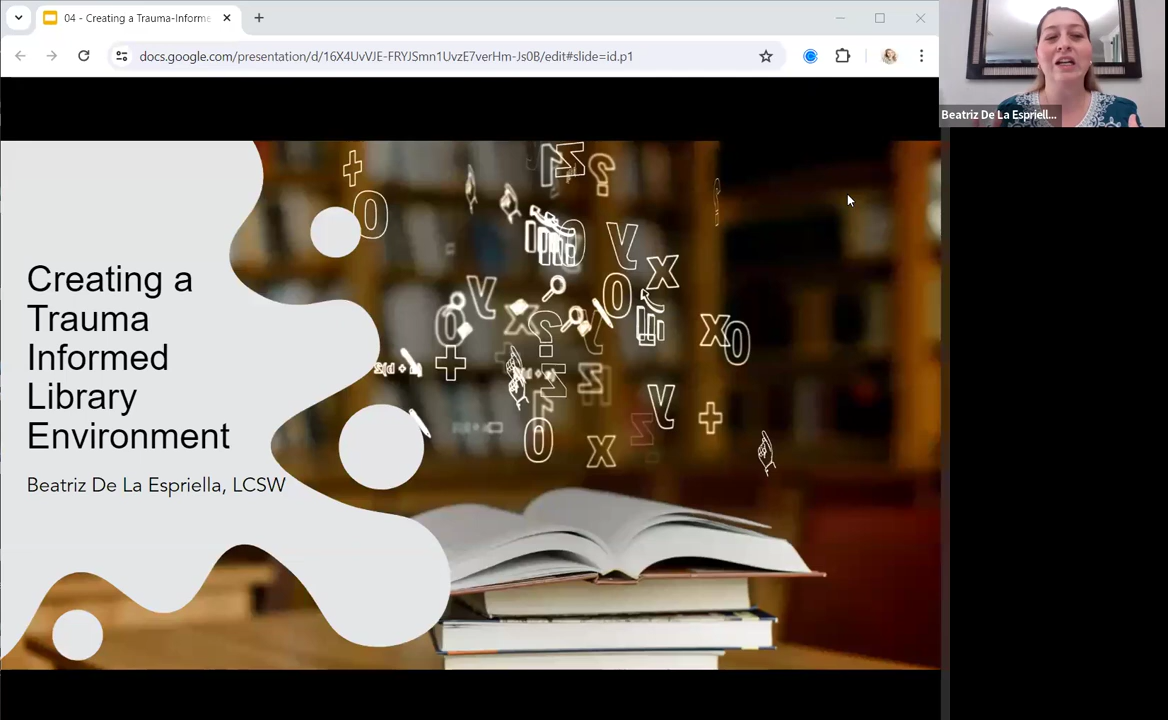 04 - Creating a Trauma-Informe
docs.google.com/presentation/d/16X4UvVJE-FRYJSmn1UvzE7verHm-Js0B/edit#slide=id.p1
Beatriz De La Espriell...
Creating a
Trauma
Informed
Library
Environment
Beatriz De La Espriella, LCSW